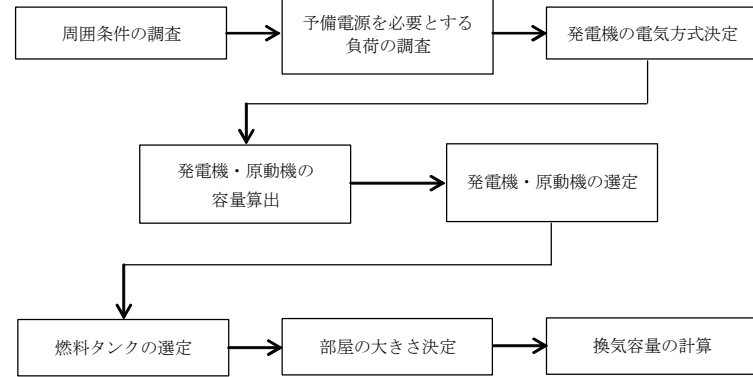 周囲条件の調査
予備電源を必要とする
負荷の調査
発電機の電気方式決定
発電機・原動機の
容量算出
発電機・原動機の選定
燃料タンクの選定
部屋の大きさ決定
換気容量の計算